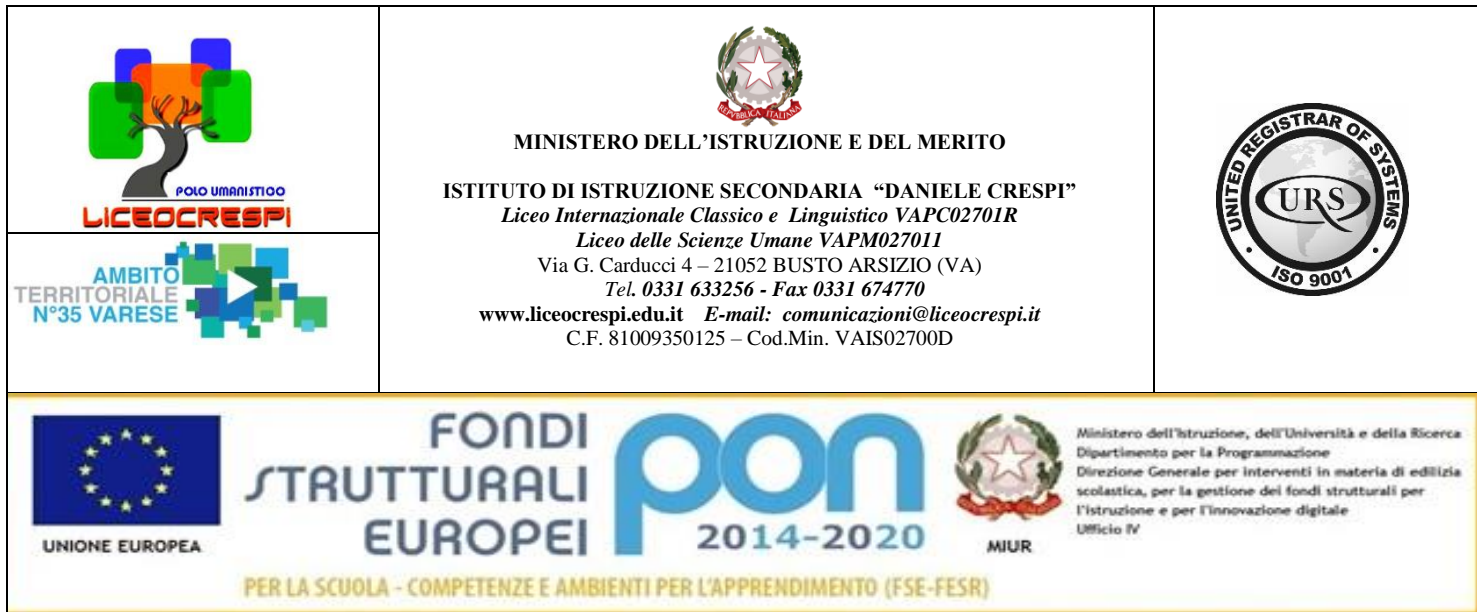 POLO UMANISTICO
LICEOCRESPI
AMBITO
TERRITORIALE
N°35 VARESE
REPVBBLICA ITALIANA
MINISTERO DELL’ISTRUZIONE E DEL MERITO
ISTITUTO DI ISTRUZIONE SECONDARIA “DANIELE CRESPI”
Liceo Internazionale Classico e Linguistico VAPC02701R
Liceo delle Scienze Umane VAPM027011
Via G. Carducci 4 – 21052 BUSTO ARSIZIO (VA)
Tel. 0331 633256 - Fax 0331 674770
www.liceocrespi.edu.it E-mail: comunicazioni@liceocrespi.it
C.F. 81009350125 – Cod.Min. VAIS02700D
UNITED REGISTRAR OF SYSTEMS
URS
ISO 9001
UNIONE EUROPEA
FONDI
STRUTTURALI
EUROPEI
pon
2014-2020
MIUR
Ministero dell'Istruzione, dell'Università e della Ricerca
Dipartimento per la Programmazione
Direzione Generale per interventi in materia di edilizia
scolastica, per la gestione dei fondi strutturali per
l'istruzione e per l'innovazione digitale
Ufficio IV
PER LA SCUOLA - COMPETENZE E AMBIENTI PER L'APPRENDIMENTO (FSE-FESR)